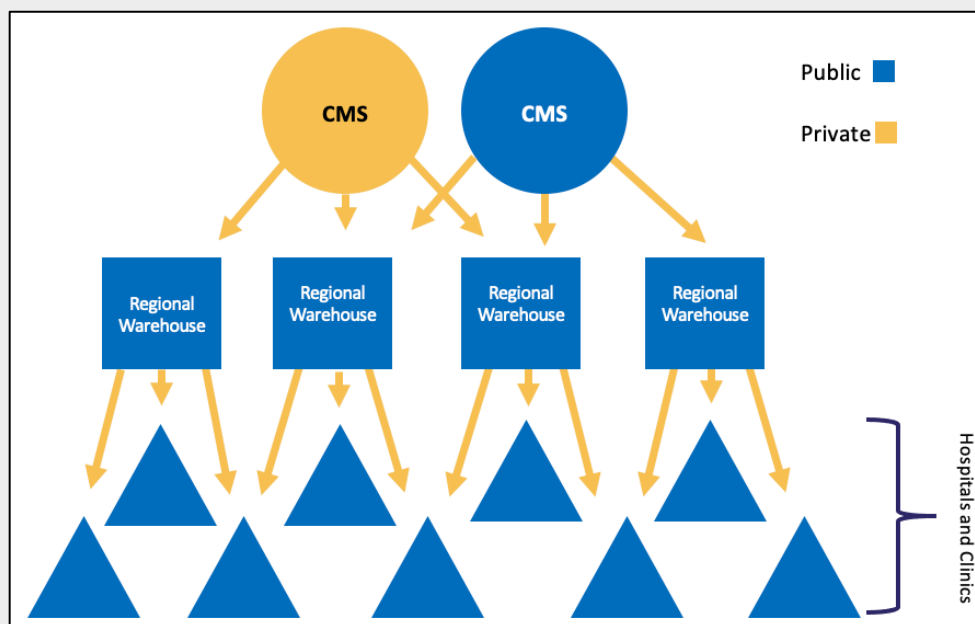 CMS
CMS
Public
Private
Regional
Warehouse
Regional
Warehouse
Regional
Warehouse
Regional
Warehouse
Hospitals and Clinics